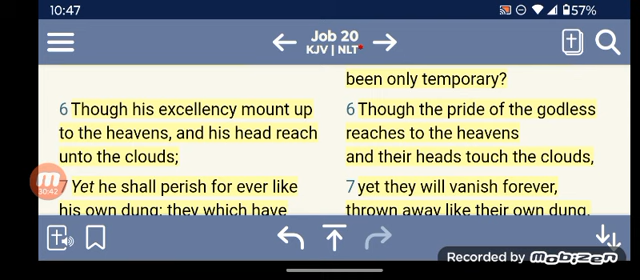 10:47
57%
Job 20
KJV | NLT
been only temporary?
6 Though his excellency mount up
to the heavens, and his head reach
unto the clouds;
7 Yet he shall perish for ever like
his own dung: they which have
6 Though the pride of the godless
reaches to the heavens
and their heads touch the clouds,
7 yet they will vanish forever,
thrown away like their own dung.
30:42
Recorded by Mobizen